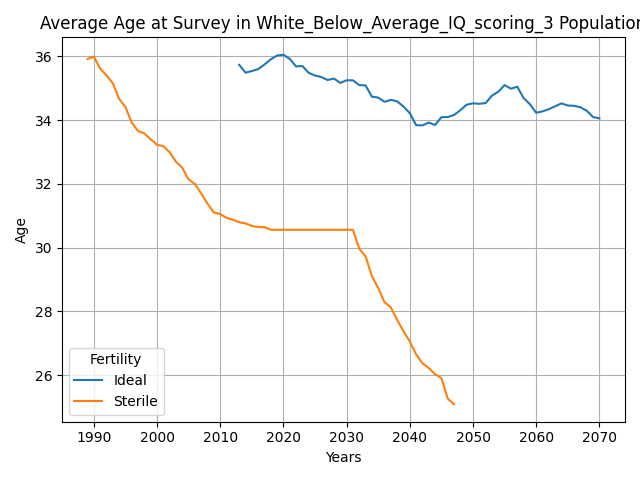 Average Age at Survey in White_Below_Average_IQ_scoring_3 Population
36
34
32
30
28
26
Age
Fertility
Ideal
Sterile
1990 2000 2010 2020 2030 2040 2050 2060 2070
Years